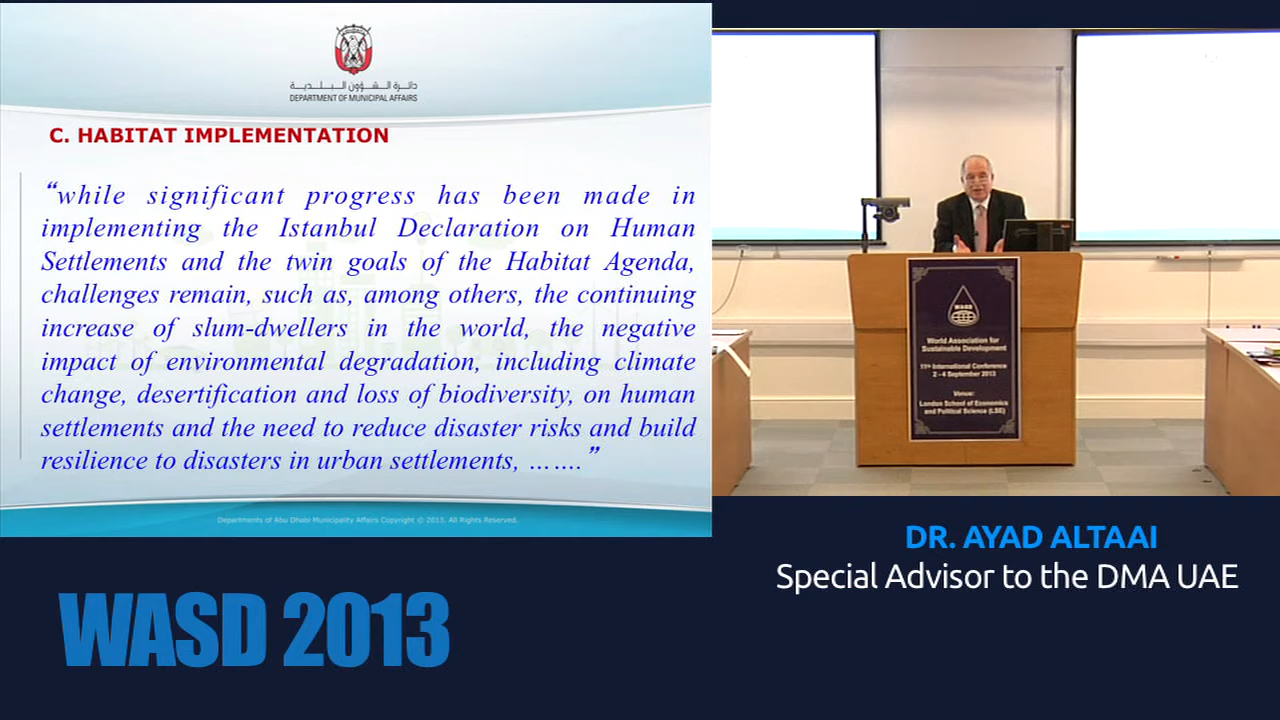 دائرة الشؤون البلدية
DEPARTMENT OF MUNICIPAL AFFAIRS
C. HABITAT IMPLEMENTATION
“while significant progress has been made in
implementing the Istanbul Declaration on Human
Settlements and the twin goals of the Habitat Agenda,
challenges remain, such as, among others, the continuing
increase of slum-dwellers in the world, the negative
impact of environmental degradation, including climate
change, desertification and loss of biodiversity, on human
settlements and the need to reduce disaster risks and build
resilience to disasters in urban settlements, …….”
Departments of Abu Dhabi Municipality Affairs Copyright © 2013. All Rights Reserved.
WASD
World Association for
Sustainable Development
11th International Conference
2 - 4 September 2013
Venue:
London School of Economics
and Political Science (LSE)
DR. AYAD ALTAAI
Special Advisor to the DMA UAE
WASD 2013